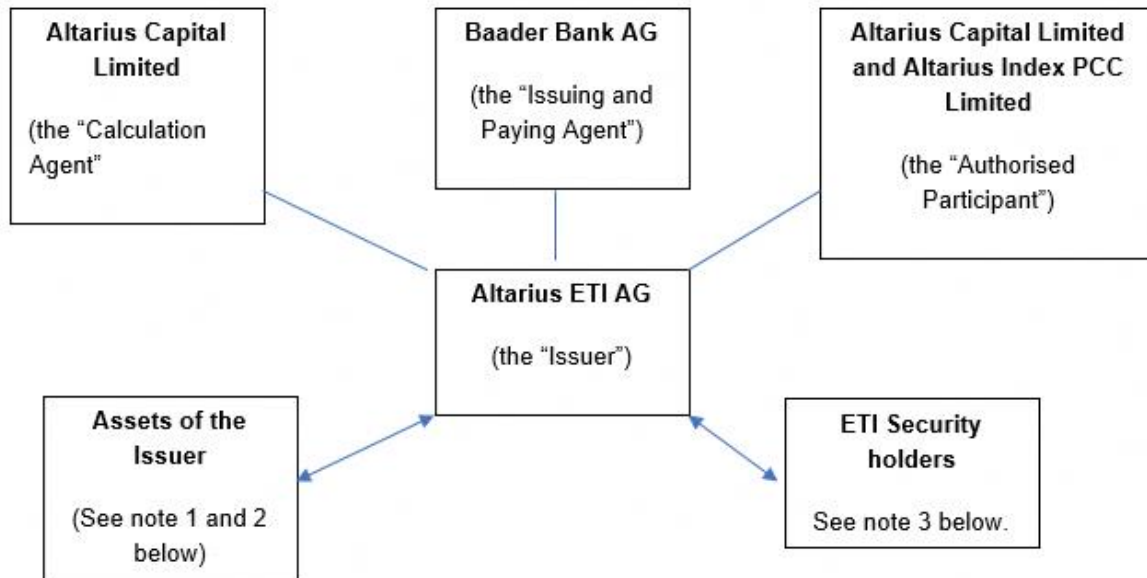 Altarius Capital
Limited
(the “Calculation
Agent”
Baader Bank AG
(the “Issuing and
Paying Agent”)
Altarius Capital Limited
and Altarius Index PCC
Limited
(the “Authorised
Participant”)
Altarius ETI AG
(the “Issuer”)
Assets of the
Issuer
(See note 1 and 2
below)
ETI Security
holders
See note 3 below.